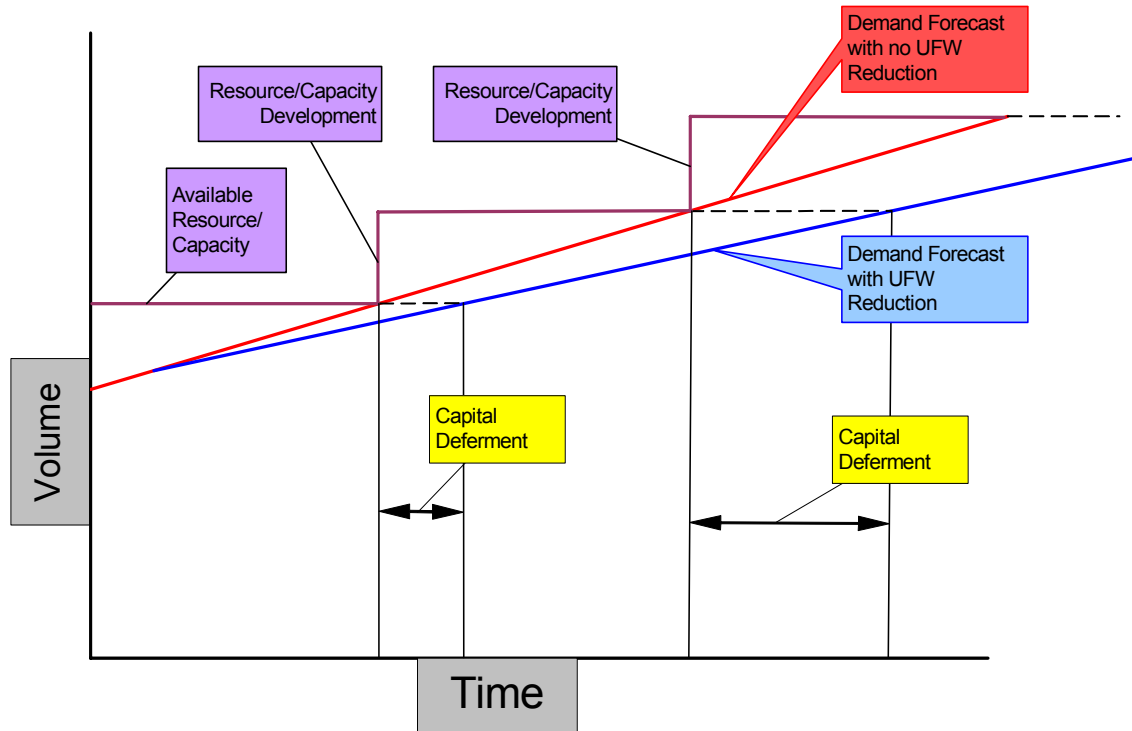 Demand Forecast
with no UFW
Reduction
Resource/Capacity
Development
Resource/Capacity
Development
Available
Resource/
Capacity
Demand Forecast
with UFW
Reduction
Capital
Deferment
Capital
Deferment
Volume
Time